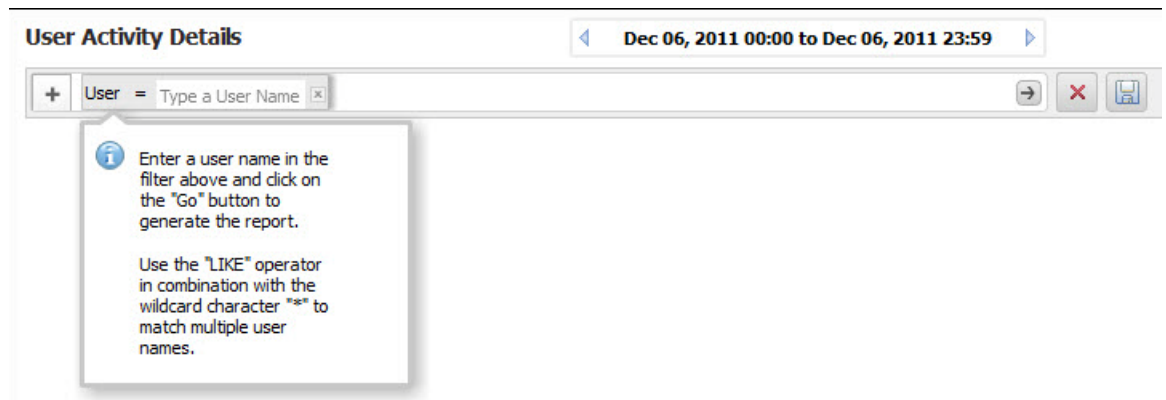 User Activity Details
Dec 06, 2011 00:00 to Dec 06, 2011 23:59
User = Type a User Name
Enter a user name in the
filter above and click on
the "Go" button to
generate the report.
Use the "LIKE" operator
in combination with the
wildcard character "*" to
match multiple user
names.